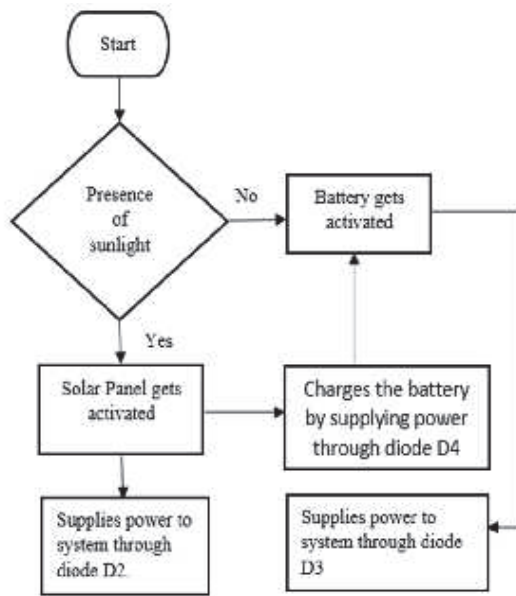 Start
Presence
of
sunlight
No
Battery gets
activated
Yes
Solar Panel gets
activated
Charges the battery
by supplying power
through diode D4
Supplies power to
system through
diode D2.
Supplies power to
system through diode
D3